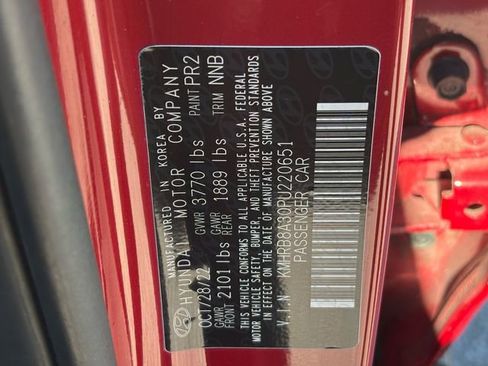 MANUFACTURED IN KOREA BY
HYUNDAI MOTOR COMPANY
OCT/28/22 GVWR 3770 lbs PAINT PR2
GAWR FRONT 2101 lbs GAWR REAR 1889 lbs TRIM NNB
THIS VEHICLE CONFORMS TO ALL APPLICABLE U.S.A. FEDERAL
MOTOR VEHICLE SAFETY, BUMPER, AND THEFT PREVENTION STANDARDS
IN EFFECT ON THE DATE OF MANUFACTURE SHOWN ABOVE
V.I.N KMHRB8A30PU220651
PASSENGER CAR